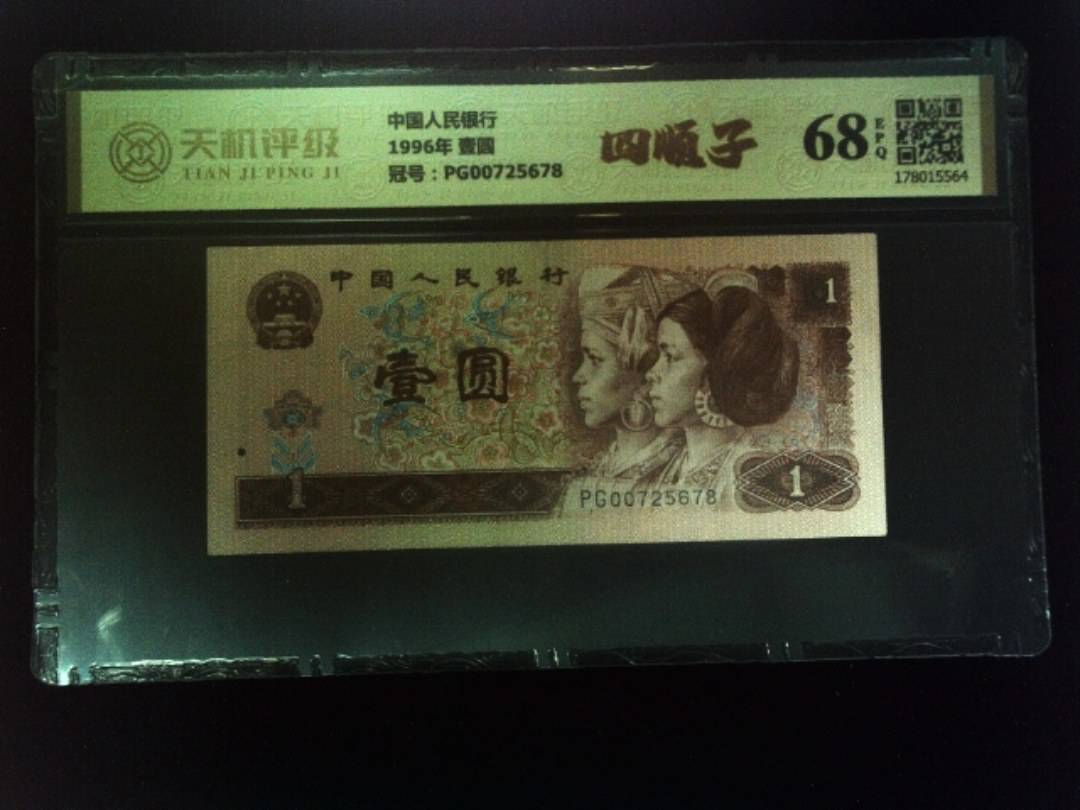 天机评级
TIAN JI PING JI
中国人民银行
1996年 壹圆
冠号：PG00725678
四顺子
68
EPQ
178015564
中国人民银行
1
壹圆
1
PG00725678
1